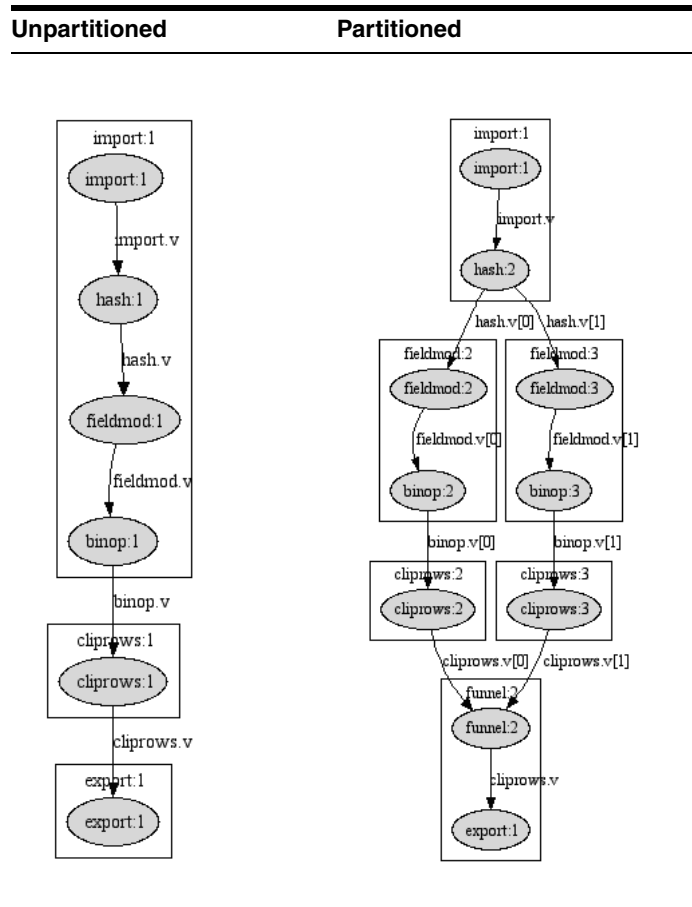 Unpartitioned
Partitioned
import:1
import:1
import.v
hash:1
hash.v
fieldmod:1
fieldmod.v
binop:1
binop.v
cliprows:1
cliprows:1
cliprows.v
export:1
export:1
import:1
import:1
import.v
hash:2
hash.v[0] hash.v[1]
fieldmod:2 fieldmod:3
fieldmod:2 fieldmod:3
fieldmod.v[0] fieldmod.v[1]
binop:2 binop:3
binop.v[0] binop.v[1]
cliprows:2 cliprows:3
cliprows:2 cliprows:3
cliprows.v[0] cliprows.v[1]
funnel:2
funnel:2
cliprows.v
export:1